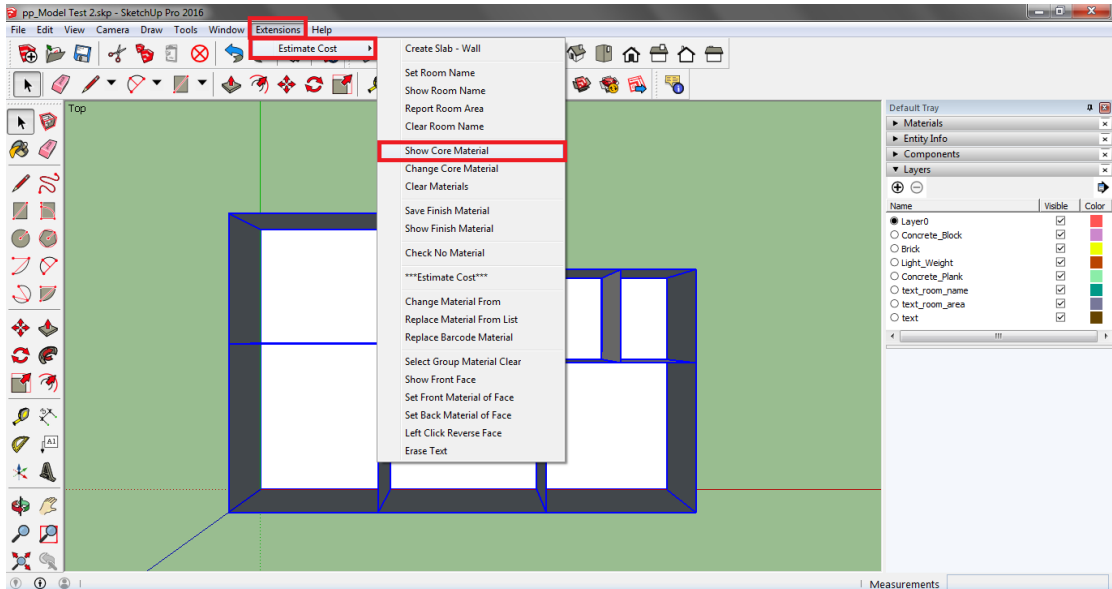 pp_Model Test 2.skp - SketchUp Pro 2016
File Edit View Camera Draw Tools Window Extensions Help
Estimate Cost
Create Slab - Wall
Set Room Name
Show Room Name
Report Room Area
Clear Room Name
Show Core Material
Change Core Material
Clear Materials
Save Finish Material
Show Finish Material
Check No Material
***Estimate Cost***
Change Material From
Replace Material From List
Replace Barcode Material
Select Group Material Clear
Show Front Face
Set Front Material of Face
Set Back Material of Face
Left Click Reverse Face
Erase Text
Top
A1
Default Tray
Materials
Entity Info
Components
Layers
Name Visible Color
Layer0
Concrete_Block
Brick
Light_Weight
Concrete_Plank
text_room_name
text_room_area
text
Measurements